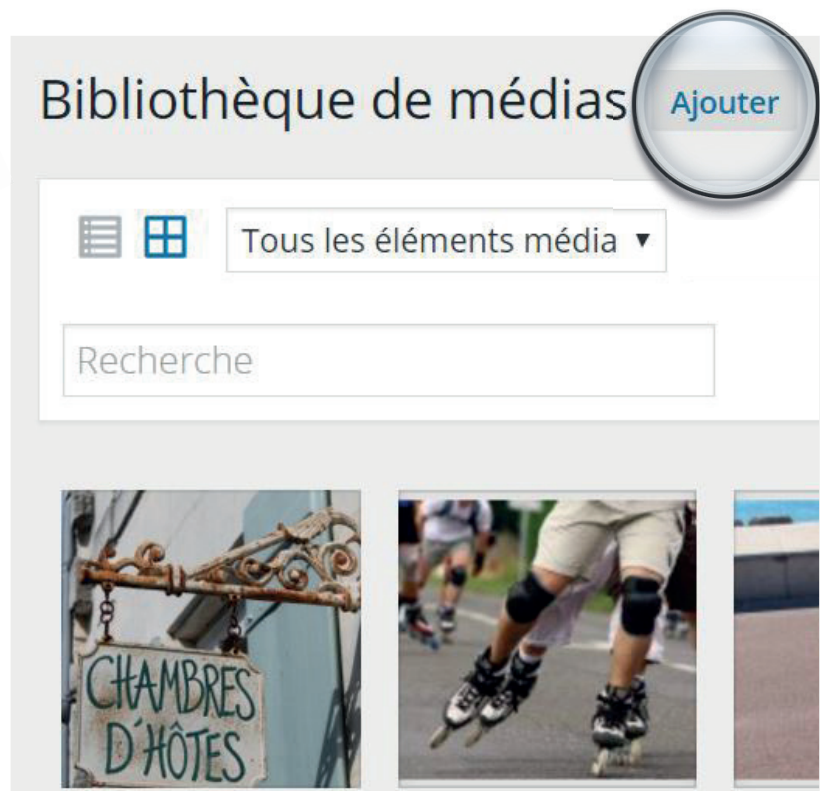 Bibliothèque de médias Ajouter
Tous les éléments média ▼
Recherche
CHAMBRES
D'HÔTES